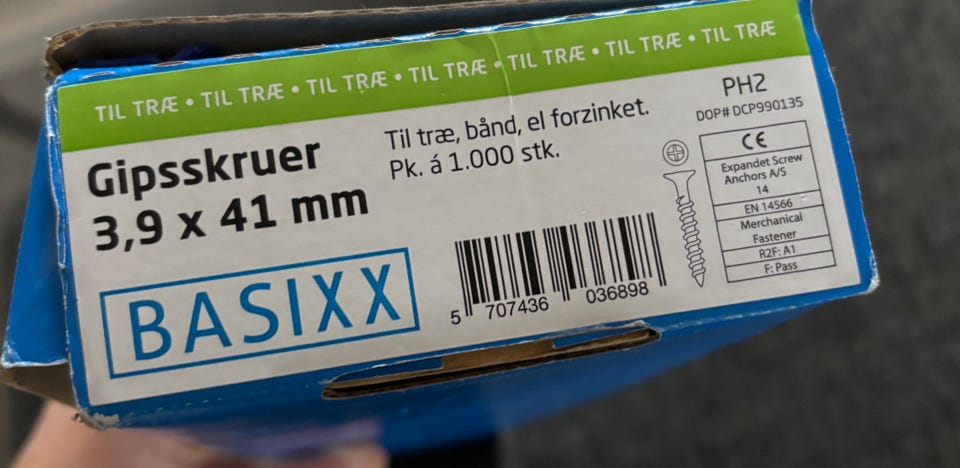 TIL TRÆ • TIL TRÆ • TIL TRÆ • TIL TRÆ • TIL TRÆ • TIL TRÆ • TIL TRÆ
Gipsskruer
3,9 x 41 mm
Til træ, bånd, el forzinket.
Pk. á 1.000 stk.
PH2
DOP# DCP990135
CE
Expandet Screw
Anchors A/S
14
EN 14566
Merchanical
Fastener
R2F: A1
F: Pass
BASIXX
5 707436 036898